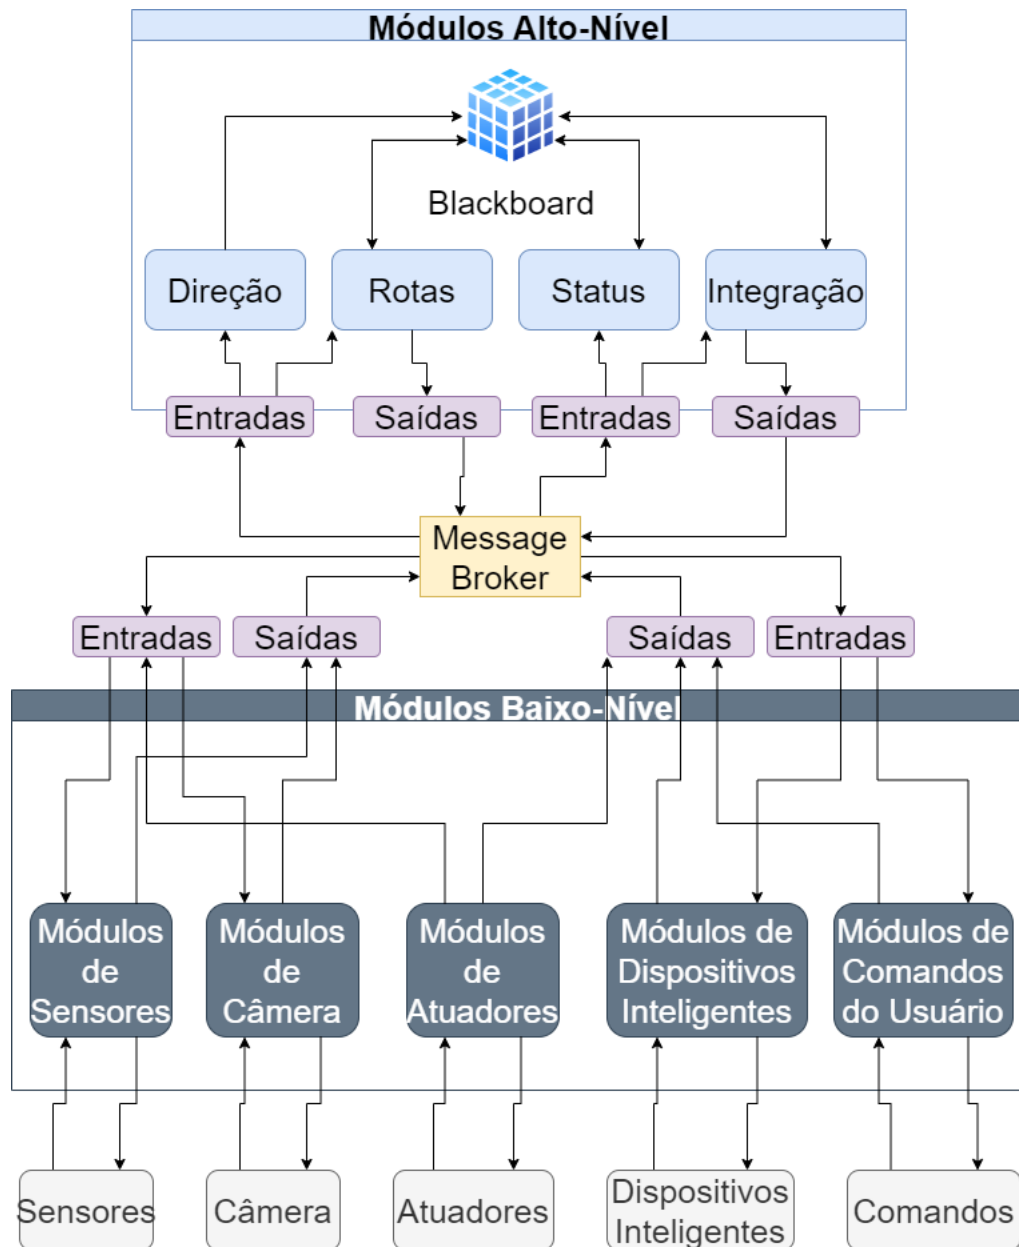 Módulos Alto-Nível
Blackboard
Direção
Rotas
Status
Integração
Entradas
Saídas
Entradas
Saídas
Message
Broker
Entradas
Saídas
Saídas
Entradas
Módulos Baixo-Nível
Módulos
de
Sensores
Módulos
de
Câmera
Módulos
de
Atuadores
Módulos de
Dispositivos
Inteligentes
Módulos de
Comandos
do Usuário
Sensores
Câmera
Atuadores
Dispositivos
Inteligentes
Comandos